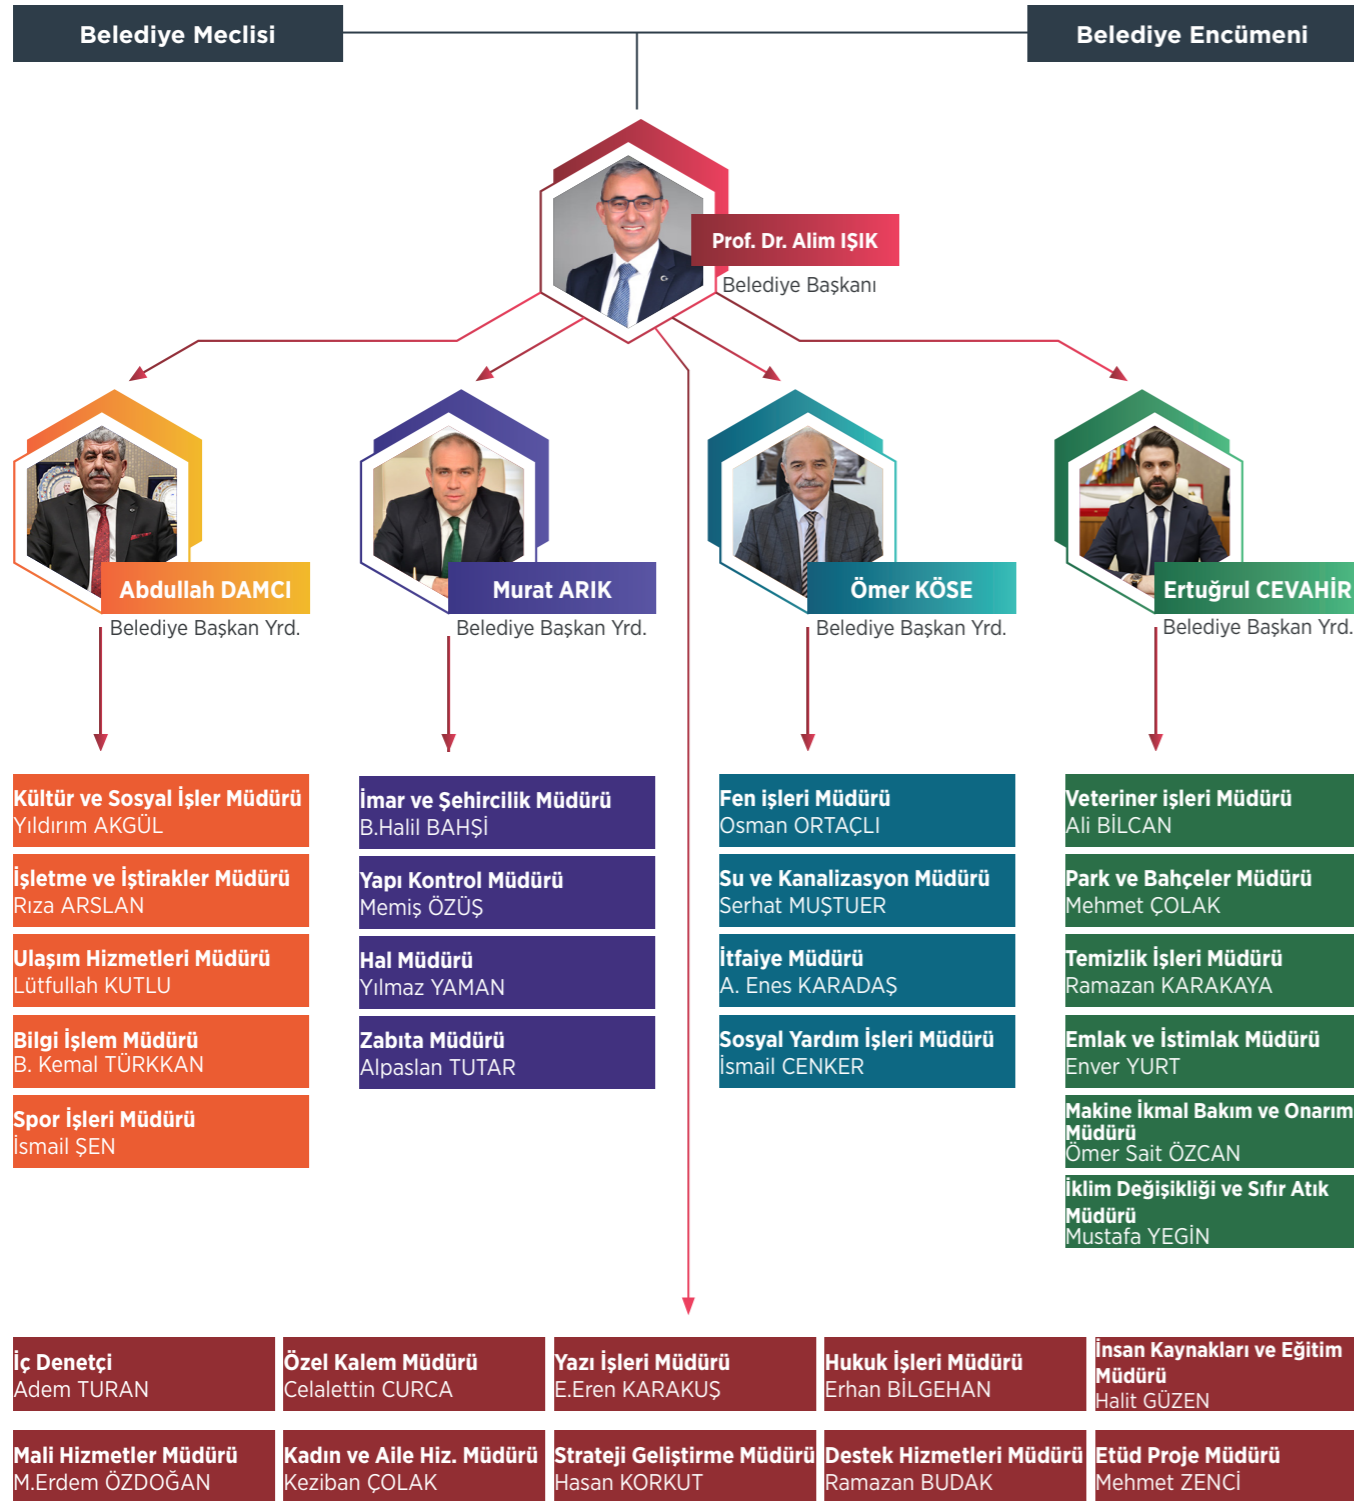 Belediye Meclisi
Belediye Encümeni
Prof. Dr. Alim IŞIK
Belediye Başkanı
Abdullah DAMCI
Belediye Başkan Yrd.
Murat ARIK
Belediye Başkan Yrd.
Ömer KÖSE
Belediye Başkan Yrd.
Ertuğrul CEVAHİR
Belediye Başkan Yrd.
Kültür ve Sosyal İşler Müdürü
Yıldırım AKGÜL
İşletme ve İştirakler Müdürü
Rıza ARSLAN
Ulaşım Hizmetleri Müdürü
Lütfullah KUTLU
Bilgi İşlem Müdürü
B. Kemal TÜRKKAN
Spor İşleri Müdürü
İsmail ŞEN
İmar ve Şehircilik Müdürü
B.Halil BAHŞİ
Yapı Kontrol Müdürü
Memiş ÖZÜŞ
Hal Müdürü
Yılmaz YAMAN
Zabıta Müdürü
Alpaslan TUTAR
Fen işleri Müdürü
Osman ORTAÇLI
Su ve Kanalizasyon Müdürü
Serhat MUŞTUER
İtfaiye Müdürü
A. Enes KARADAŞ
Sosyal Yardım İşleri Müdürü
İsmail CENKER
Veteriner işleri Müdürü
Ali BİLCAN
Park ve Bahçeler Müdürü
Mehmet ÇOLAK
Temizlik İşleri Müdürü
Ramazan KARAKAYA
Emlak ve İstimlak Müdürü
Enver YURT
Makine İkmal Bakım ve Onarım
Müdürü
Ömer Sait ÖZCAN
İklim Değişikliği ve Sıfır Atık
Müdürü
Mustafa YEGİN
İç Denetçi
Adem TURAN
Özel Kalem Müdürü
Celalettin CURCA
Yazı İşleri Müdürü
E.Eren KARAKUŞ
Hukuk İşleri Müdürü
Erhan BİLGEHAN
İnsan Kaynakları ve Eğitim
Müdürü
Halit GÜZEN
Mali Hizmetler Müdürü
M.Erdem ÖZDOĞAN
Kadın ve Aile Hiz. Müdürü
Keziban ÇOLAK
Strateji Geliştirme Müdürü
Hasan KORKUT
Destek Hizmetleri Müdürü
Ramazan BUDAK
Etüd Proje Müdürü
Mehmet ZENCİ